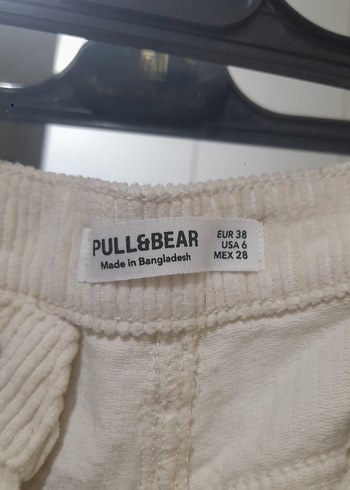 PULL&BEAR
Made in Bangladesh
EUR 38
USA 6
MEX 28